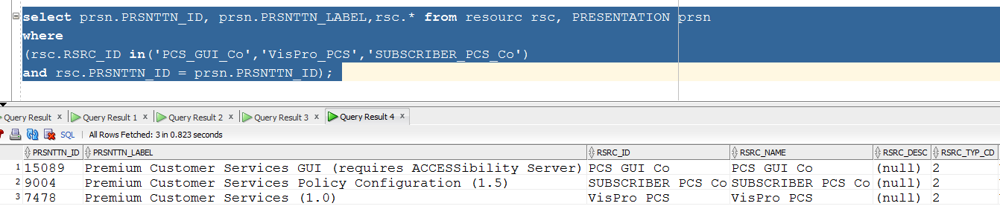 select prsn.PRSNTTN_ID, prsn.PRSNTTN_LABEL,rsc.* from resourc rsc, PRESENTATION prsn
where
(rsc.RSRC_ID in('PCS_GUI_Co','VisPro_PCS','SUBSCRIBER_PCS_Co')
and rsc.PRSNTTN_ID = prsn.PRSNTTN_ID);
Query Result x Query Result 1 x Query Result 2 x Query Result 3 x Query Result 4 x
SQL | All Rows Fetched: 3 in 0.823 seconds
PRSNTTN_ID PRSNTTN_LABEL RSRC_ID RSRC_NAME RSRC_DESC RSRC_TYP_CD
1 15089 Premium Customer Services GUI (requires ACCESSibility Server) PCS GUI Co PCS GUI Co (null) 2
2 9004 Premium Customer Services Policy Configuration (1.5) SUBSCRIBER PCS Co SUBSCRIBER PCS Co (null) 2
3 7478 Premium Customer Services (1.0) VisPro PCS VisPro PCS (null) 2